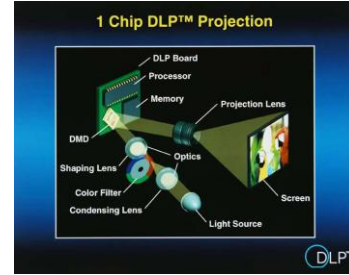 1 Chip DLP™ Projection
DLP Board
Processor
Memory
Projection Lens
DMD
Optics
Shaping Lens
Color Filter
Condensing Lens
Screen
Light Source
DLP™